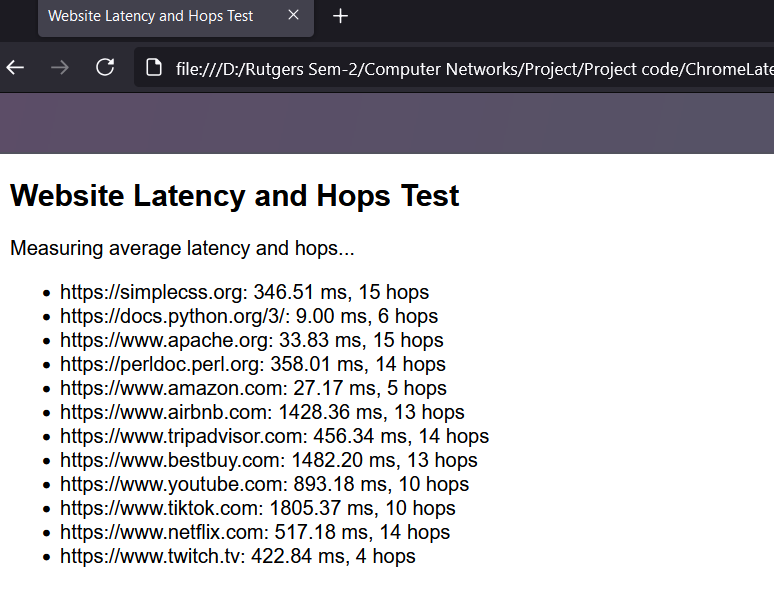 Website Latency and Hops Test
file:///D:/Rutgers Sem-2/Computer Networks/Project/Project code/ChromeLate
Website Latency and Hops Test
Measuring average latency and hops...
https://simplecss.org: 346.51 ms, 15 hops
https://docs.python.org/3/: 9.00 ms, 6 hops
https://www.apache.org: 33.83 ms, 15 hops
https://perldoc.perl.org: 358.01 ms, 14 hops
https://www.amazon.com: 27.17 ms, 5 hops
https://www.airbnb.com: 1428.36 ms, 13 hops
https://www.tripadvisor.com: 456.34 ms, 14 hops
https://www.bestbuy.com: 1482.20 ms, 13 hops
https://www.youtube.com: 893.18 ms, 10 hops
https://www.tiktok.com: 1805.37 ms, 10 hops
https://www.netflix.com: 517.18 ms, 14 hops
https://www.twitch.tv: 422.84 ms, 4 hops